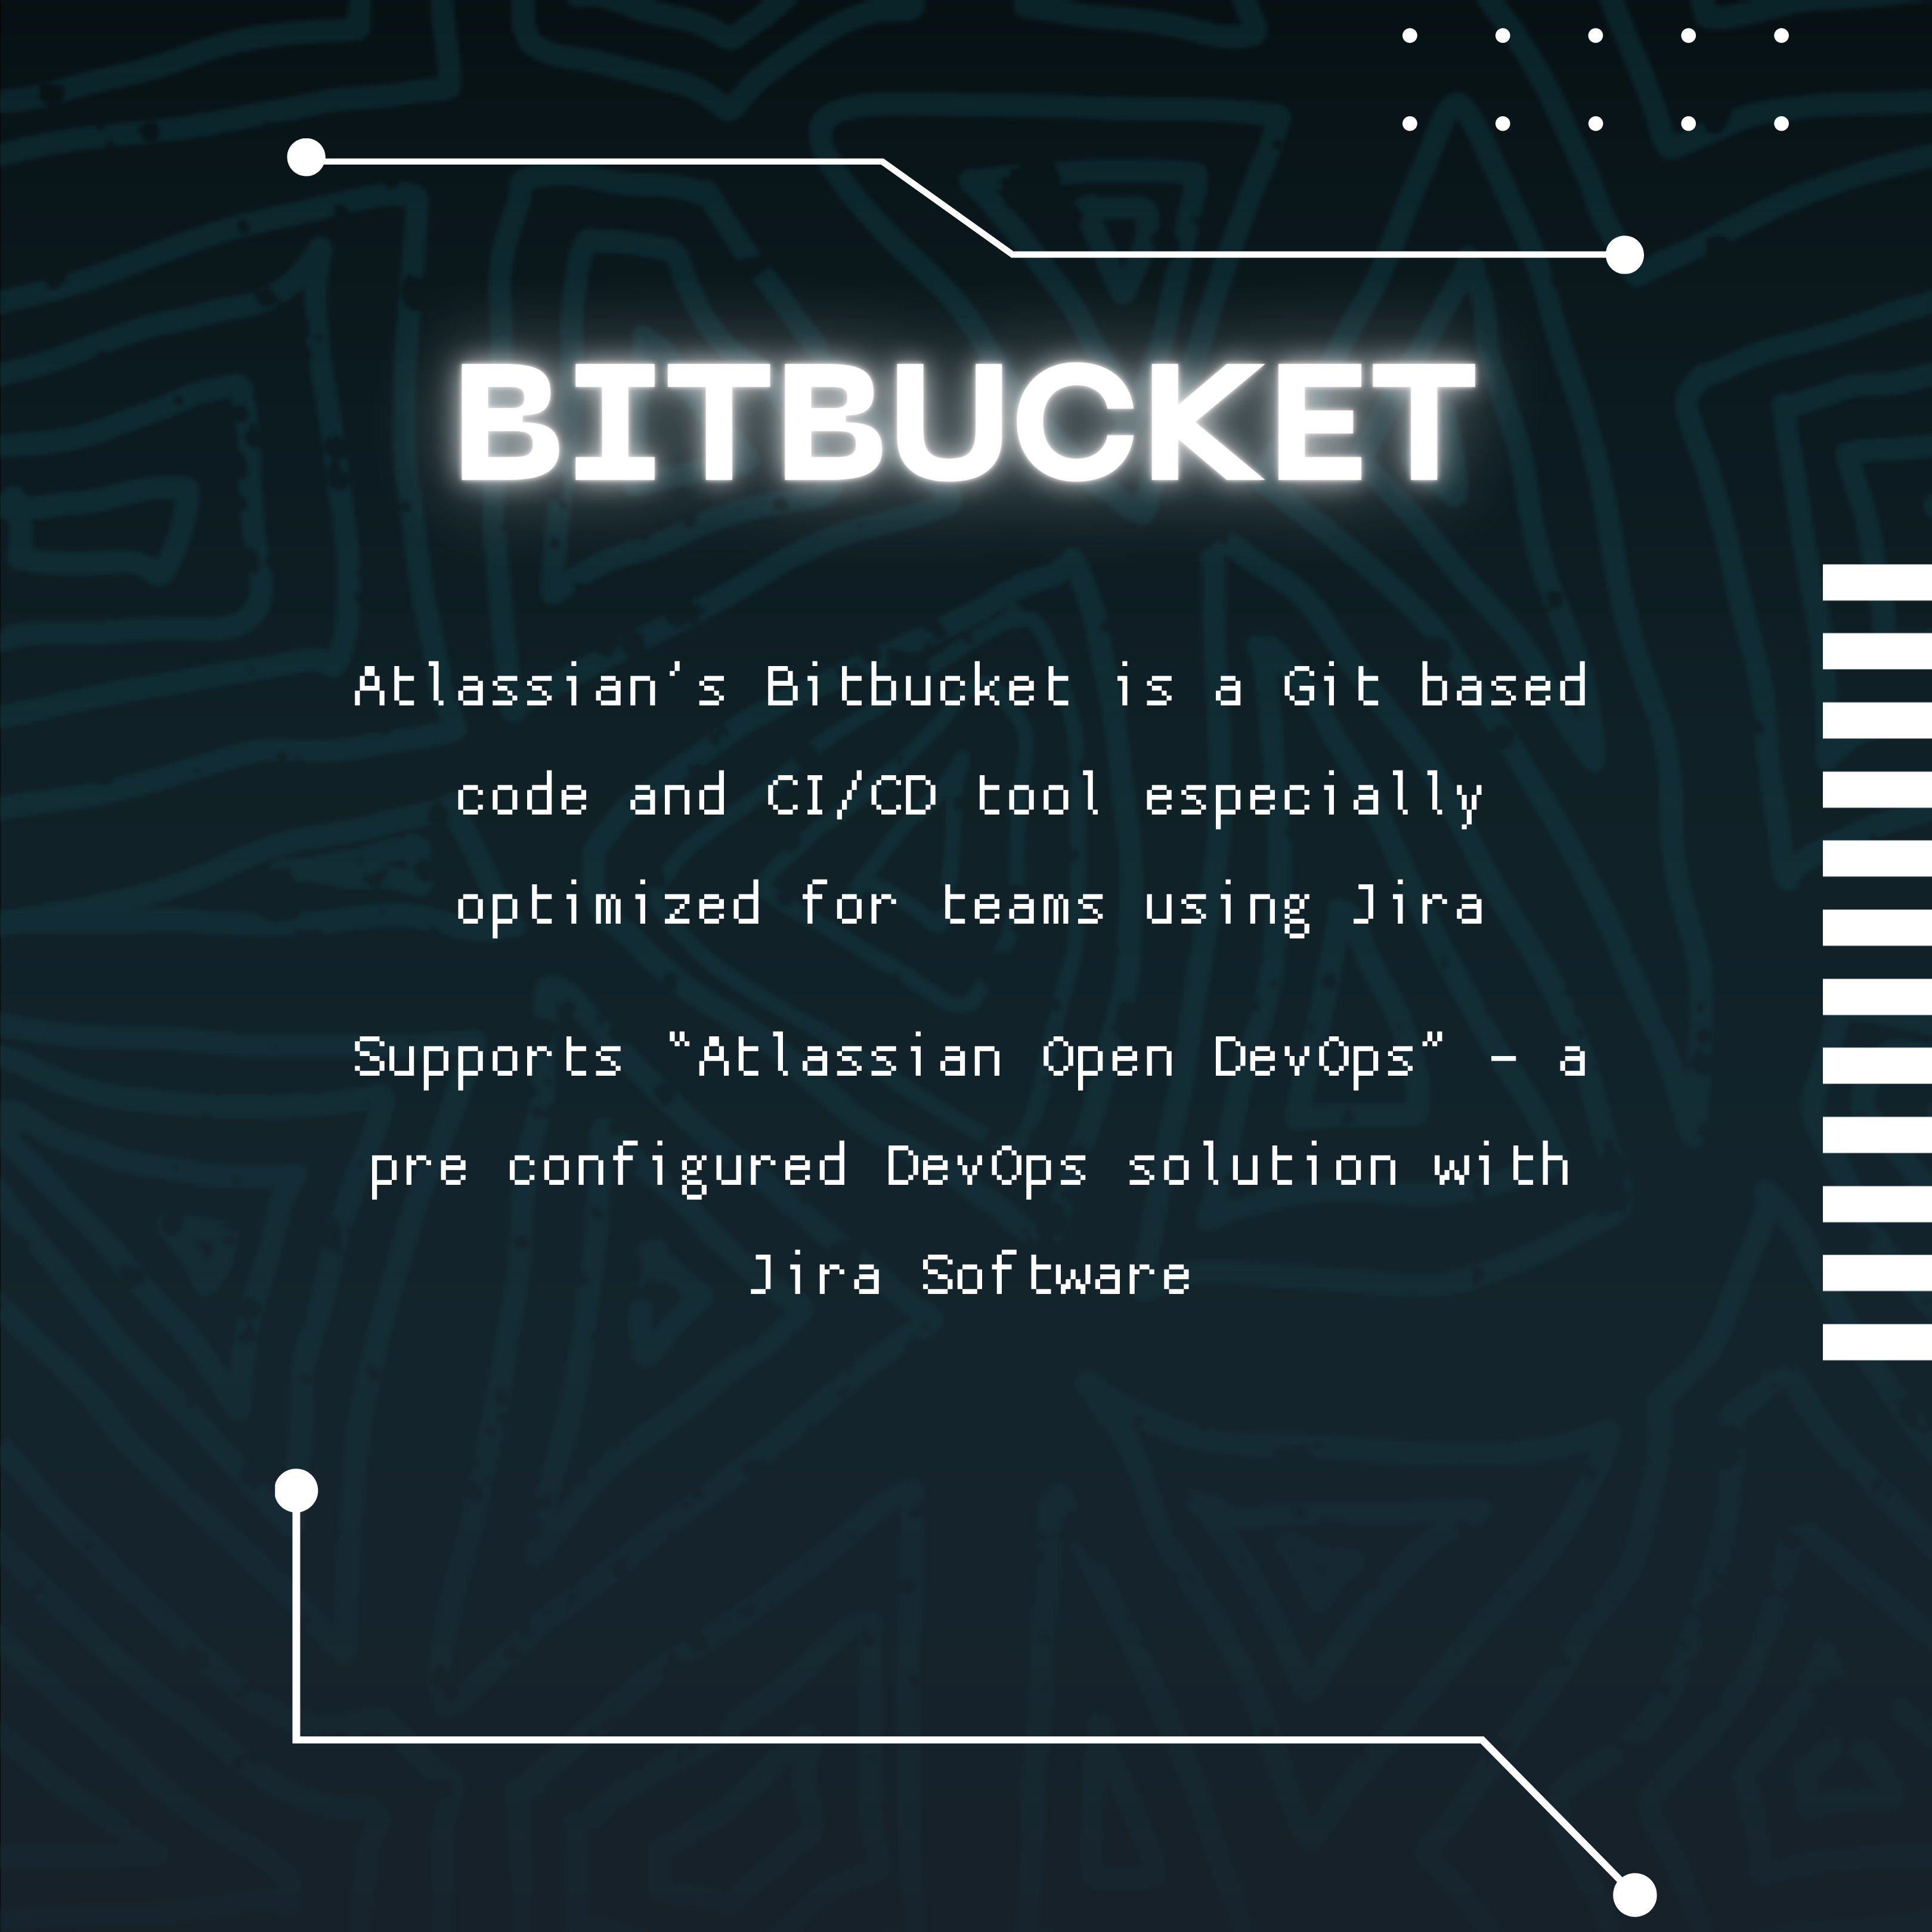 BITBUCKET
Atlassian's Bitbucket is a Git based
code and CI/CD tool especially
optimized for teams using Jira
Supports "Atlassian Open DevOps" - a
pre configured DevOps solution with
Jira Software